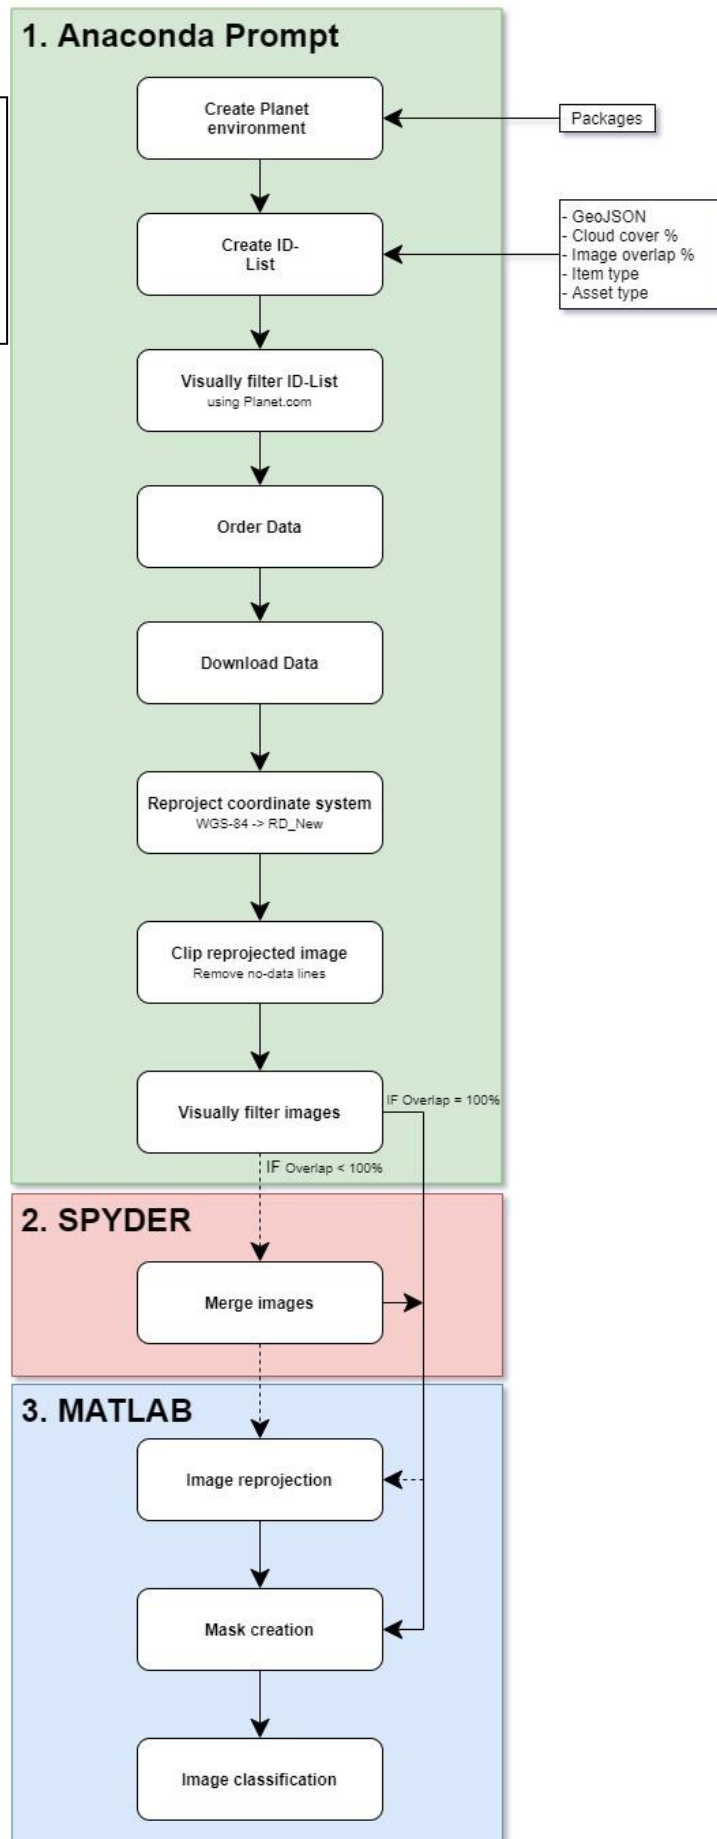 1. Anaconda Prompt
Create Planet
environment
Packages
Create ID-
List
- GeoJSON
- Cloud cover %
- Image overlap %
- Item type
- Asset type
Visually filter ID-List
using Planet.com
Order Data
Download Data
Reproject coordinate system
WGS-84 -> RD_New
Clip reprojected image
Remove no-data lines
Visually filter images
IF Overlap = 100%
IF Overlap < 100%
2. SPYDER
Merge images
3. MATLAB
Image reprojection
Mask creation
Image classification